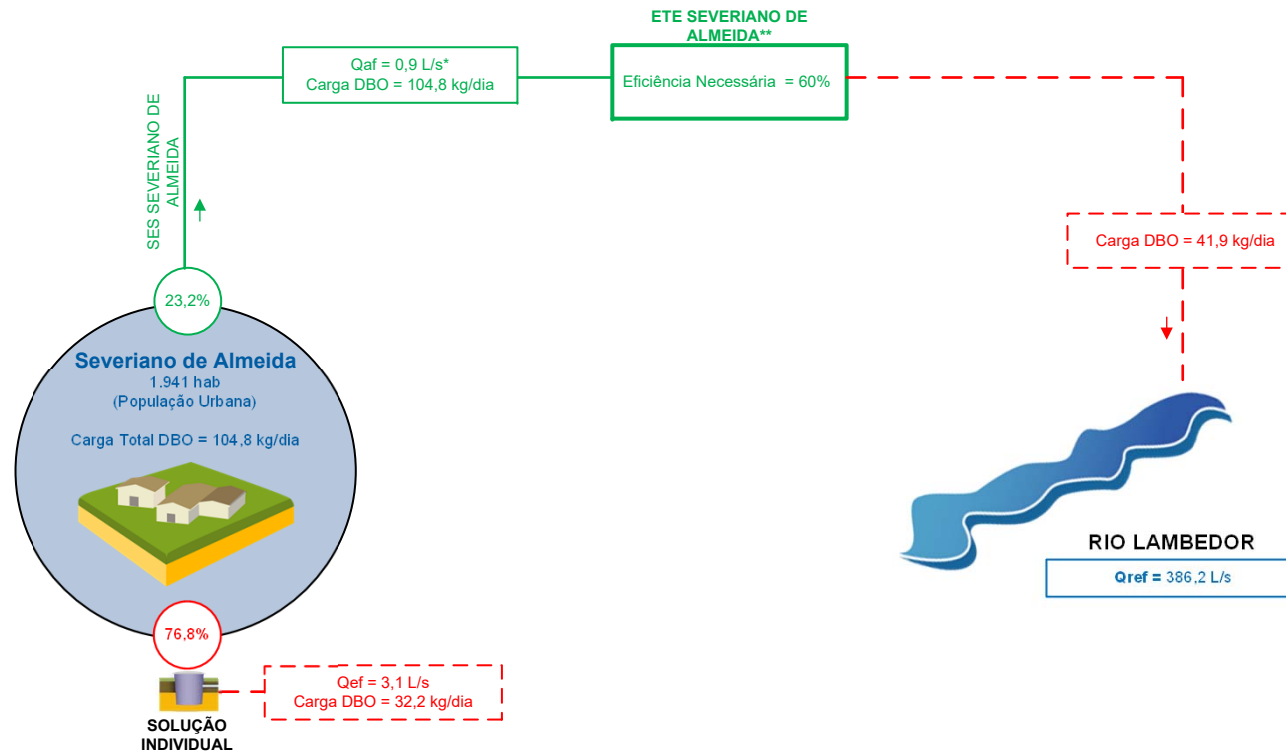 ETE SEVERIANO DE
ALMEIDA**
Qaf = 0,9 L/s*
Carga DBO = 104,8 kg/dia
Eficiência Necessária = 60%
SES SEVERIANO DE
ALMEIDA
Carga DBO = 41,9 kg/dia
23,2%
Severiano de Almeida
1.941 hab
(População Urbana)
Carga Total DBO = 104,8 kg/dia
RIO LAMBEDOR
Qref = 386,2 L/s
76,8%
Qef = 3,1 L/s
Carga DBO = 32,2 kg/dia
SOLUÇÃO
INDIVIDUAL